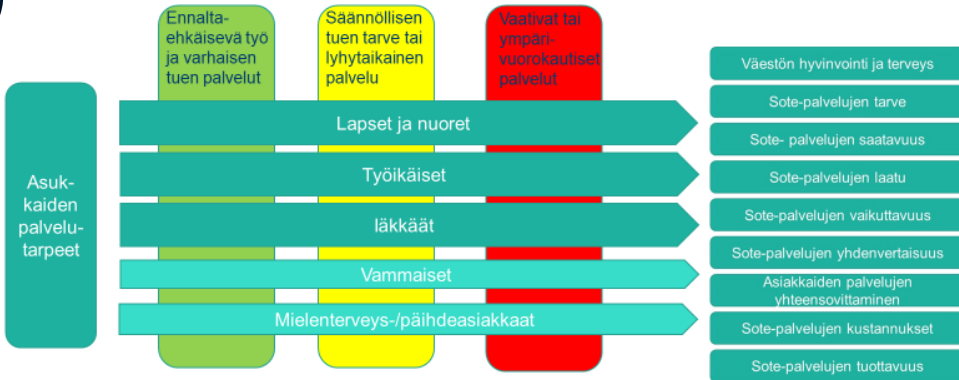 Ennalta-
ehkäisevä työ
ja varhaisen
tuen palvelut
Säännöllisen
tuen tarve tai
lyhytaikainen
palvelu
Vaativat tai
ympäri-
vuorokautiset
palvelut
Asuk-
kaiden
palvelu-
tarpeet
Lapset ja nuoret
Työikäiset
Iäkkäät
Vammaiset
Mielenterveys-/päihdeasiakkaat
Väestön hyvinvointi ja terveys
Sote-palvelujen tarve
Sote- palvelujen saatavuus
Sote-palvelujen laatu
Sote-palvelujen vaikuttavuus
Sote-palvelujen yhdenvertaisuus
Asiakkaiden palvelujen
yhteensovittaminen
Sote-palvelujen kustannukset
Sote-palvelujen tuottavuus